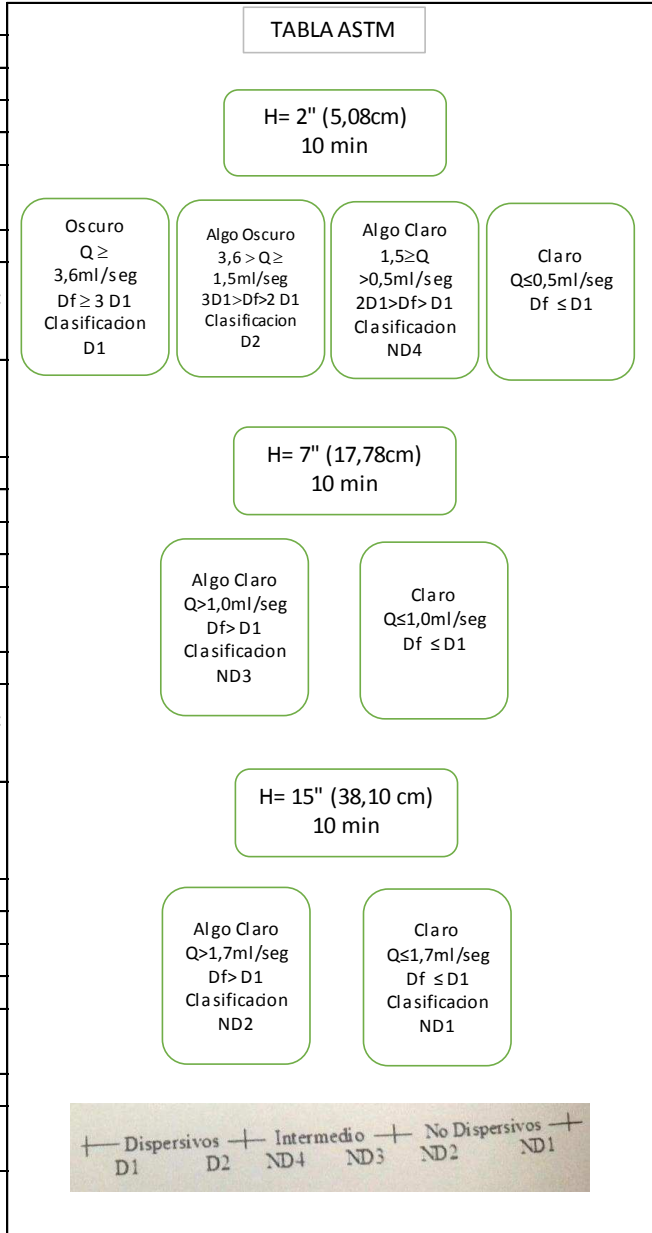 TABLA ASTM
H= 2" (5,08cm)
10 min
Oscuro
Q ≥
3,6ml/seg
Df ≥ 3 D1
Clasificacion
D1
Algo Oscuro
3,6 > Q ≥
1,5ml/seg
3D1>Df>2 D1
Clasificacion
D2
Algo Claro
1,5≥Q
>0,5ml/seg
2D1>Df> D1
Clasificacion
ND4
Claro
Q≤0,5ml/seg
Df ≤ D1
H= 7" (17,78cm)
10 min
Algo Claro
Q>1,0ml/seg
Df> D1
Clasificacion
ND3
Claro
Q≤1,0ml/seg
Df ≤ D1
H= 15" (38,10 cm)
10 min
Algo Claro
Q>1,7ml/seg
Df> D1
Clasificacion
ND2
Claro
Q≤1,7ml/seg
Df ≤ D1
Clasificacion
ND1
Dispersivos Intermedio No Dispersivos
D1 D2 ND4 ND3 ND2 ND1